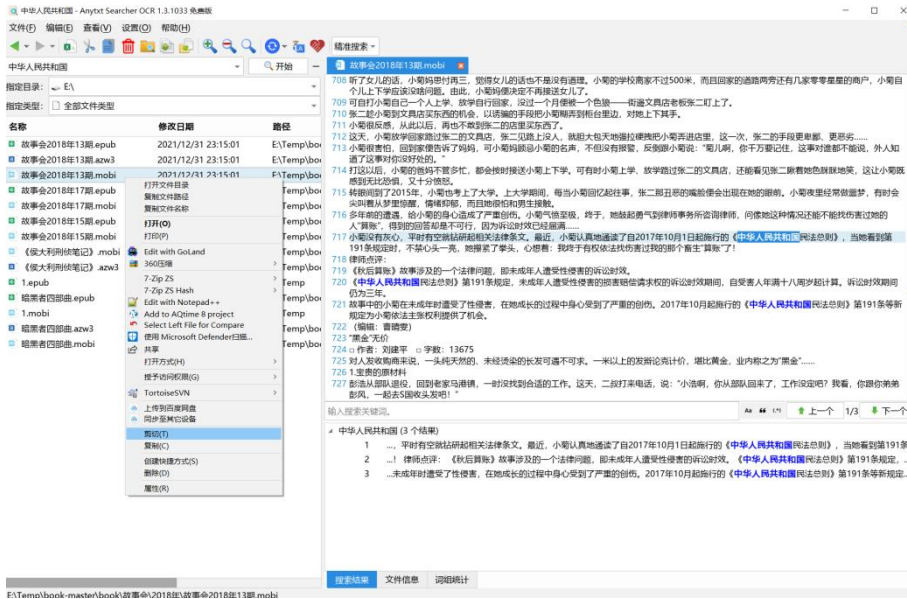 中华人民共和国 - Anytxt Searcher OCR 1.3.1033 免费版
文件(F) 编辑(E) 查看(V) 设置(O) 帮助(H)
精准搜索
中华人民共和国
开始
故事会2018年13期.mobi
指定目录: E:\
指定类型: 全部文件类型
名称 修改日期 路径
故事会2018年13期.epub 2021/12/31 23:15:01 E:\Temp\boo
故事会2018年13期.azw3 2021/12/31 23:15:01 E:\Temp\boo
故事会2018年13期.mobi 2021/12/31 23:15:01 E:\Temp\boo
故事会2018年17期.epub
故事会2018年17期.mobi
故事会2018年15期.epub
故事会2018年15期.mobi
《侯大利刑侦笔记》.mobi
《侯大利刑侦笔记》.azw3
1.epub
暗黑者四部曲.epub
1.mobi
暗黑者四部曲.azw3
暗黑者四部曲.mobi
打开文件目录
复制文件路径
复制文件名称
打开(O)
打印(P)
Edit with GoLand
360压缩
7-Zip ZS
7-Zip ZS Hash
Edit with Notepad++
Add to AQtime 8 project
Select Left File for Compare
使用 Microsoft Defender扫描...
共享
打开方式(H)
授予访问权限(G)
TortoiseSVN
上传到百度网盘
同步至其它设备
剪切(T)
复制(C)
创建快捷方式(S)
删除(D)
属性(R)
708 听了女儿的话，小菊妈思忖再三，觉得女儿的话也不是没有道理。小菊的学校离家不过500米，而且回家的道路两旁还有几家零零星星的商户，小菊自
个儿上下学应该没啥问题。由此，小菊妈便决定不再接送女儿了。
709 可自打小菊自己一个人上学、放学自行回家，没过一个月便被一个色狼——街边文具店老板张二盯上了。
710 张二趁小菊到文具店买东西的机会，以诱骗的手段把小菊糊弄到柜台里边，对她上下其手。
711 小菊很反感，从此以后，再也不敢到张二的店里买东西了。
712 这天，小菊放学回家路过张二的文具店，张二见路上没人，就胆大包天地强拉硬拽把小菊弄进店里，这一次，张二的手段更卑鄙、更恶劣......
713 小菊很害怕，回到家便告诉了妈妈，可小菊妈顾忌小菊的名声，不但没有报警，反倒跟小菊说：“菊儿啊，你千万要记住，这事对谁都不能说，外人知
道了这事对你没好处的。”
714 打这以后，小菊的爸妈不管多忙，都会按时接送小菊上下学。可有时小菊上学、放学路过张二的文具店，还能看见张二瞅着她色眯眯地笑，这让小菊既
感到无比恐惧，又十分愤怒。
715 转眼间到了2015年，小菊也考上了大学。上大学期间，每当小菊回忆起往事，张二那丑恶的嘴脸便会出现在她的眼前。小菊夜里经常做噩梦，有时会
尖叫着从梦里惊醒，情绪抑郁，而且她很怕和男生接触。
716 多年前的遭遇，给小菊的身心造成了严重创伤。小菊气愤至极，终于，她鼓起勇气到律师事务所咨询律师，问像她这种情况还能不能找伤害过她的
人“算账”，得到的回答却是不可行，因为诉讼时效已经届满......
717 小菊没有灰心，平时有空就钻研起相关法律条文。最近，小菊认真地通读了自2017年10月1日起施行的《中华人民共和国民法总则》，当她看到第
191条规定时，不禁心头一亮，她握紧了拳头，心想着：我终于有权依法找伤害过我的那个畜生“算账”了！
718 律师点评：
719 《秋后算账》故事涉及的一个法律问题，即未成年人遭受性侵害的诉讼时效。
720 《中华人民共和国民法总则》第191条规定，未成年人遭受性侵害的损害赔偿请求权的诉讼时效期间，自受害人年满十八周岁起计算。诉讼时效期间
仍为三年。
721 故事中的小菊在未成年时遭受了性侵害，在她成长的过程中身心受到了严重的创伤。2017年10月起施行的《中华人民共和国民法总则》第191条等新
规定为小菊依法主张权利提供了机会。
722 （编辑：曹晴雯）
723 “黑金”无价
724 □ 作者：刘建平 □ 字数：13675
725 对人发收购商来说，一头纯天然的、未经烫染的长发可遇不可求。一米以上的发辫论克计价，堪比黄金，业内称之为“黑金”......
726 1.宝贵的原材料
727 彭浩从部队退役，回到老家马港镇，一时没找到合适的工作。这天，二叔打来电话，说：“小浩啊，你从部队回来了，工作没定吧？我看，你跟你弟弟
彭风，一起去S国收头发吧！”
输入搜索关键词。 Aa 上一个 1/3 下一个
中华人民共和国 (3 个结果)
1 ...，平时有空就钻研起相关法律条文。最近，小菊认真地通读了自2017年10月1日起施行的《中华人民共和国民法总则》，当她看到第191条
2 ...！ 律师点评： 《秋后算账》故事涉及的一个法律问题，即未成年人遭受性侵害的诉讼时效。 《中华人民共和国民法总则》第191条规定，..
3 ...未成年时遭受了性侵害，在她成长的过程中身心受到了严重的创伤。2017年10月起施行的《中华人民共和国民法总则》第191条等新规定..
搜索结果 文件信息 词组统计
E:\Temp\book-master\book\故事会\2018年\故事会2018年13期.mobi